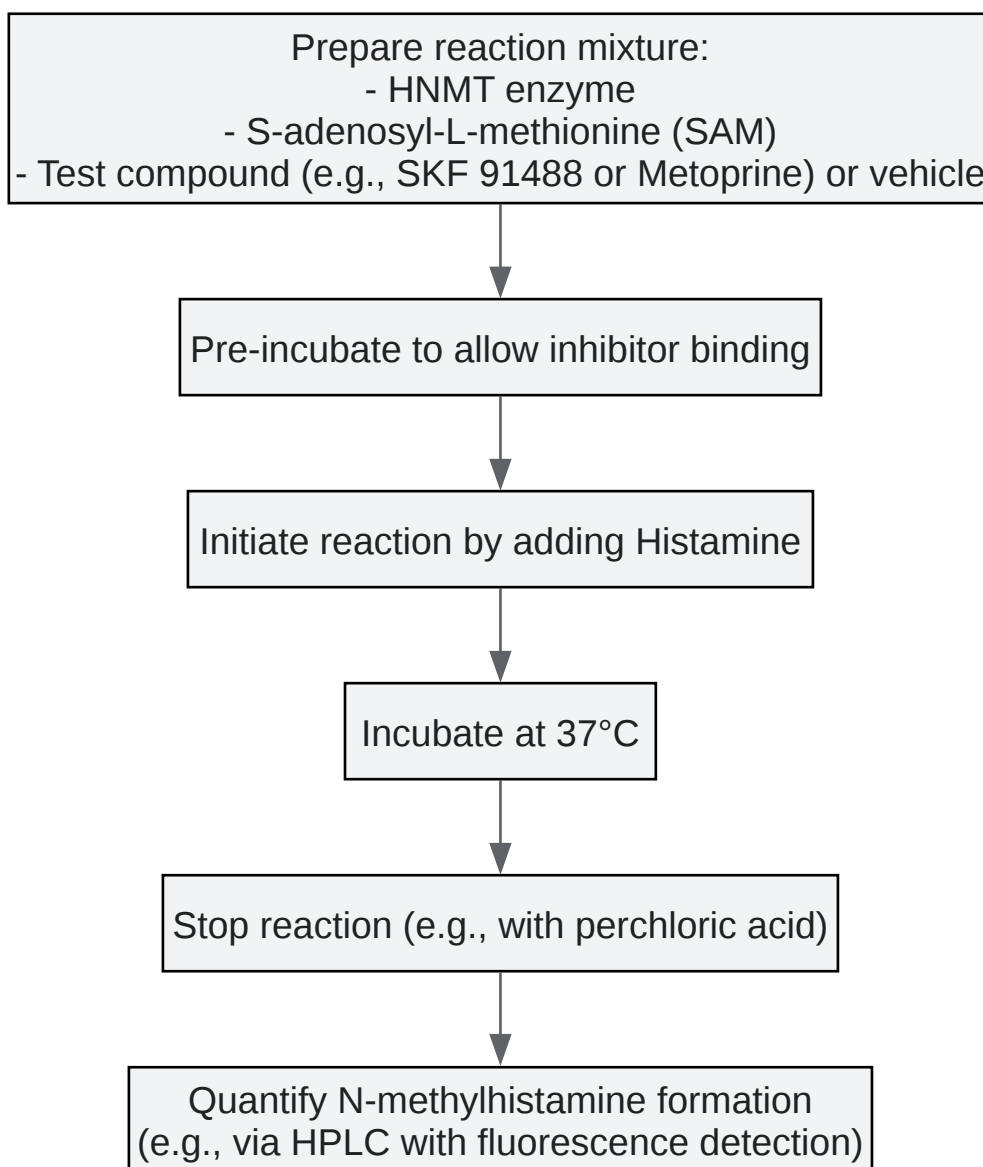 Prepare reaction mixture:
- HNMT enzyme
- S-adenosyl-L-methionine (SAM)
- Test compound (e.g., SKF 91488 or Metoprine) or vehicle
Pre-incubate to allow inhibitor binding
Initiate reaction by adding Histamine
Incubate at 37°C
Stop reaction (e.g., with perchloric acid)
Quantify N-methylhistamine formation
(e.g., via HPLC with fluorescence detection)